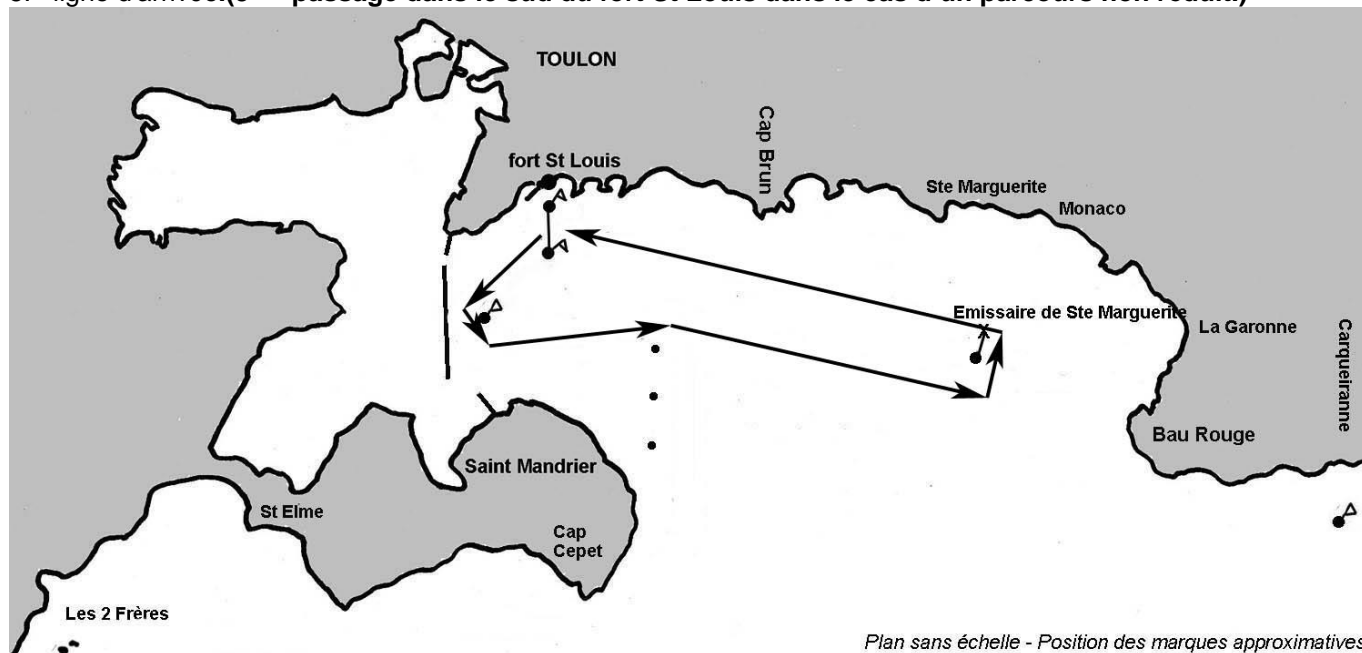 passage dans le sud du fort St Louis dans le cas d'un parcours non réduit.)
TOULON
fort St Louis
Cap Brun
Ste Marguerite
Monaco
Emissaire de Ste Marguerite
La Garonne
Carqueiranne
Bau Rouge
Saint Mandrier
St Elme
Cap
Cepet
Les 2 Frères
Plan sans échelle - Position des marques approximatives